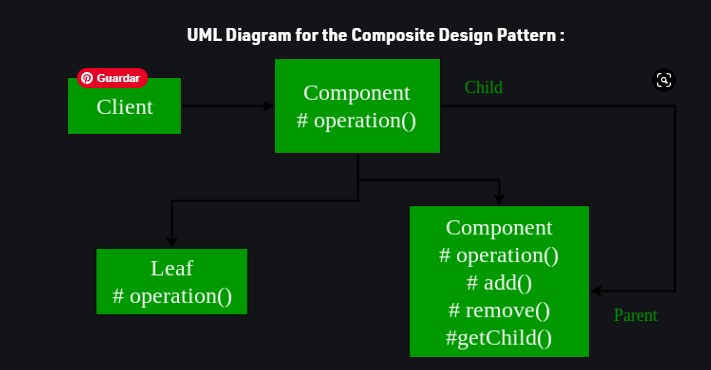 UML Diagram for the Composite Design Pattern :
Guardar
Client
Component
# operation()
Child
Leaf
# operation()
Component
# operation()
# add()
# remove()
#getChild()
Parent